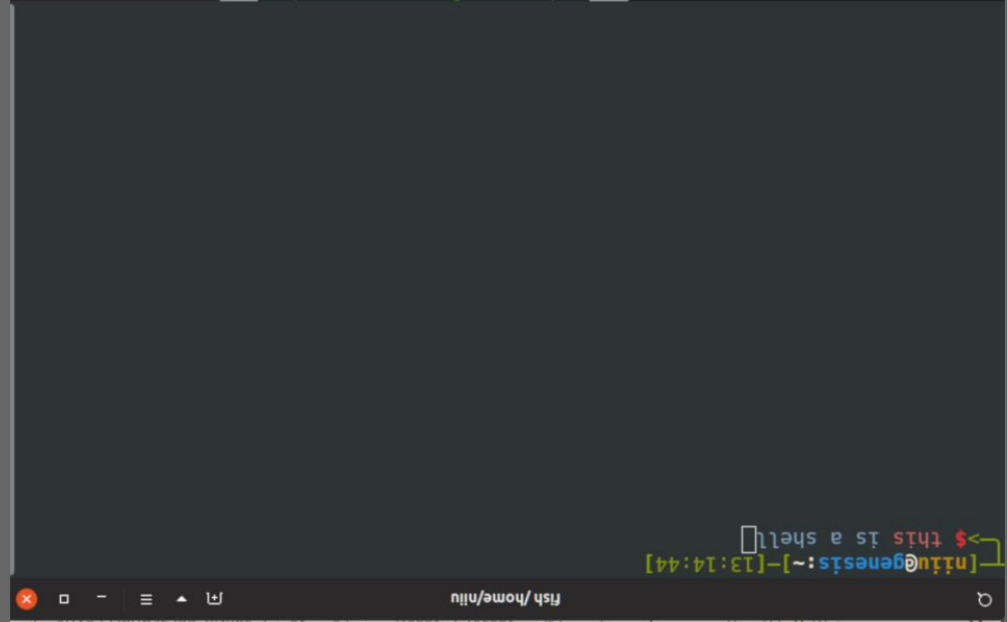 fish /home/niiu
┬─[niiu@genesis:~]─[13:14:44]
╰─>$ this is a shell